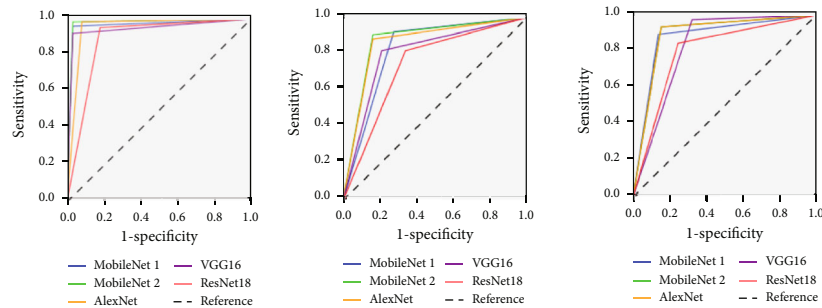 1.0
0.8
0.6
0.4
0.2
0.0
Sensitivity
0.0 0.2 0.4 0.6 0.8 1.0
1-specificity
MobileNet 1 VGG16
MobileNet 2 ResNet18
AlexNet Reference
1.0
0.8
0.6
0.4
0.2
0.0
Sensitivity
0.0 0.2 0.4 0.6 0.8 1.0
1-specificity
MobileNet 1 VGG16
MobileNet 2 ResNet18
AlexNet Reference
1.0
0.8
0.6
0.4
0.2
0.0
Sensitivity
0.0 0.2 0.4 0.6 0.8 1.0
1-specificity
MobileNet 1 VGG16
MobileNet 2 ResNet18
AlexNet Reference